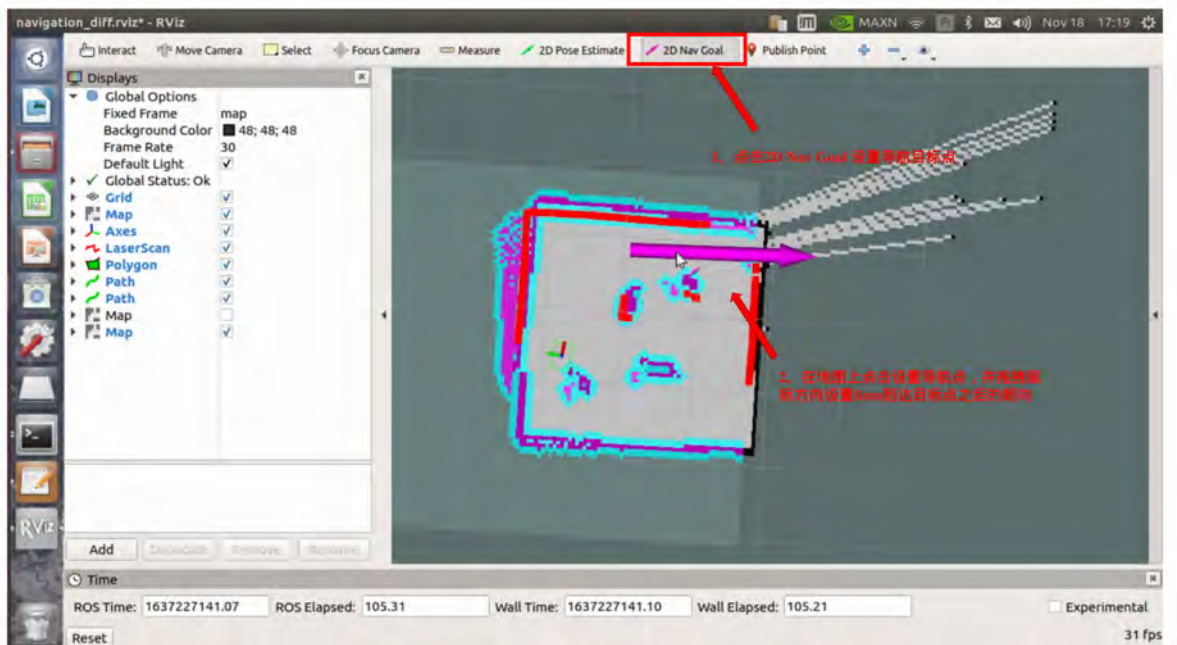 navigation_diff.rviz* - RViz
MAXN
Nov 18 17:19
Interact Move Camera Select Focus Camera Measure 2D Pose Estimate 2D Nav Goal Publish Point
Displays
Global Options
Fixed Frame map
Background Color 48; 48; 48
Frame Rate 30
Default Light
Global Status: Ok
Grid
Map
Axes
LaserScan
Polygon
Path
Path
Map
Map
1、点击2D Nav Goal 设置导航目标点
2、在地图上点击设置导航点，并
方向设置 到达目标点之后的朝向
RViz
Add Duplicate Remove Rename
Time
ROS Time: 1637227141.07 ROS Elapsed: 105.31 Wall Time: 1637227141.10 Wall Elapsed: 105.21 Experimental
Reset 31 fps